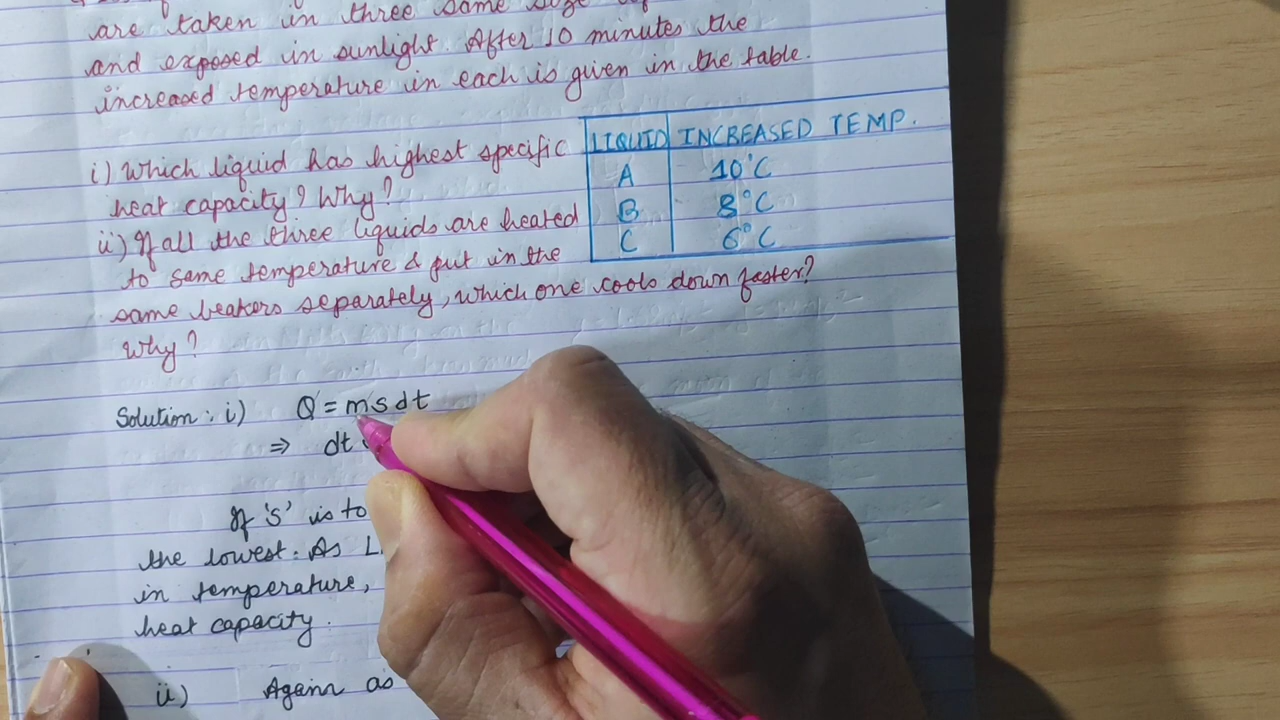 are taken in three same size
and exposed in sunlight. After 10 minutes the
increased temperature in each is given in the table.
LIQUID INCREASED TEMP.
A 10°C
B 8°C
C 6°C
i) Which liquid has highest specific
heat capacity? Why?
ii) If all the three liquids are heated
to same temperature & put in the
same beakers separately, which one cools down faster?
Why?
Solution: i) Q = m s dt
⇒ dt
If 's' is to
the lowest. As
in temperature,
heat capacity.
ii) Again as